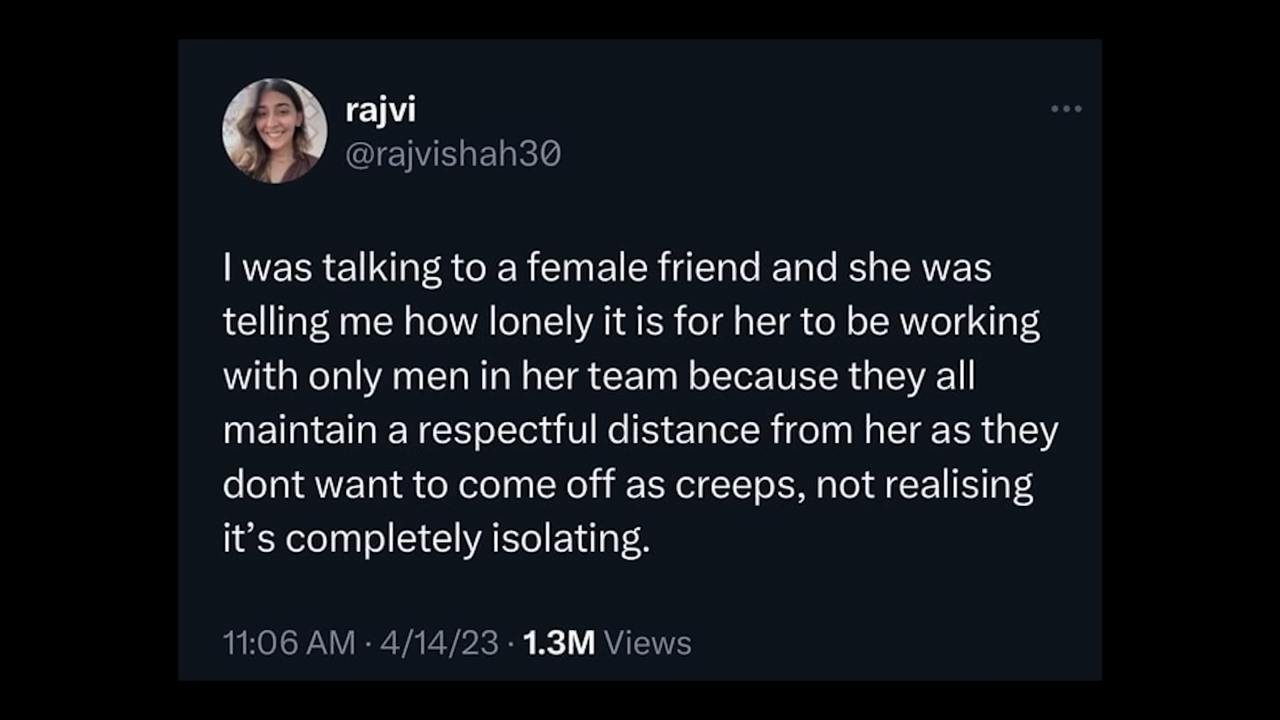 rajvi
@rajvishah30
I was talking to a female friend and she was
telling me how lonely it is for her to be working
with only men in her team because they all
maintain a respectful distance from her as they
dont want to come off as creeps, not realising
it’s completely isolating.
11:06 AM · 4/14/23 · 1.3M Views